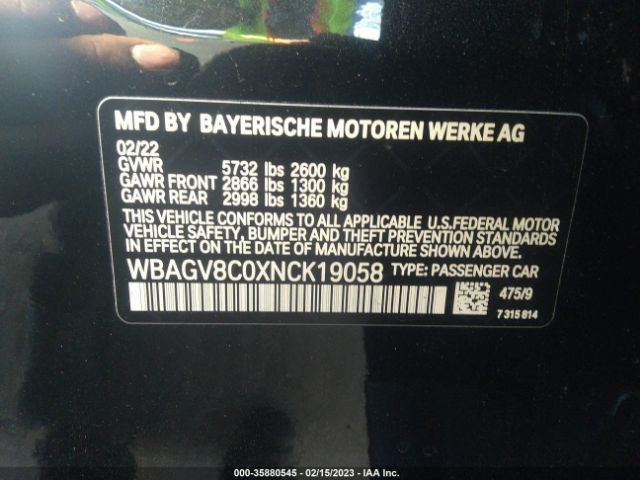 MFD BY BAYERISCHE MOTOREN WERKE AG
02/22
GVWR 5732 lbs 2600 kg
GAWR FRONT 2866 lbs 1300 kg
GAWR REAR 2998 lbs 1360 kg
THIS VEHICLE CONFORMS TO ALL APPLICABLE U.S.FEDERAL MOTOR
VEHICLE SAFETY, BUMPER AND THEFT PREVENTION STANDARDS
IN EFFECT ON THE DATE OF MANUFACTURE SHOWN ABOVE.
WBAGV8C0XNCK19058 TYPE: PASSENGER CAR
475/9
7 315 814
000-35880545 - 02/15/2023 - IAA Inc.